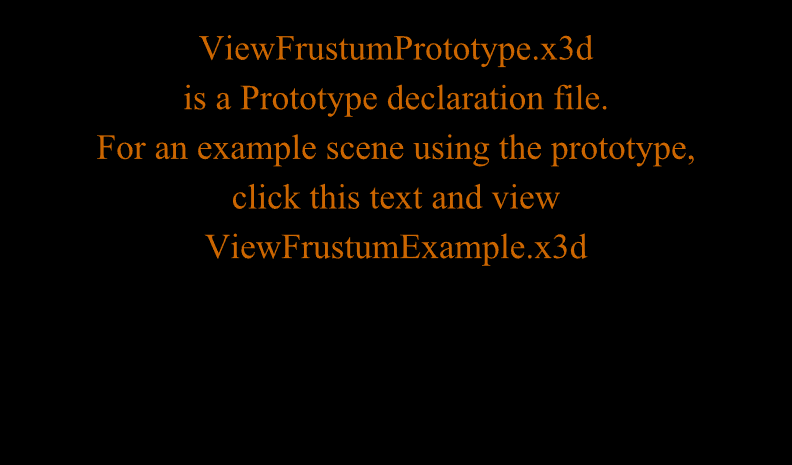 ViewFrustumPrototype.x3d
is a Prototype declaration file.
For an example scene using the prototype,
click this text and view
ViewFrustumExample.x3d